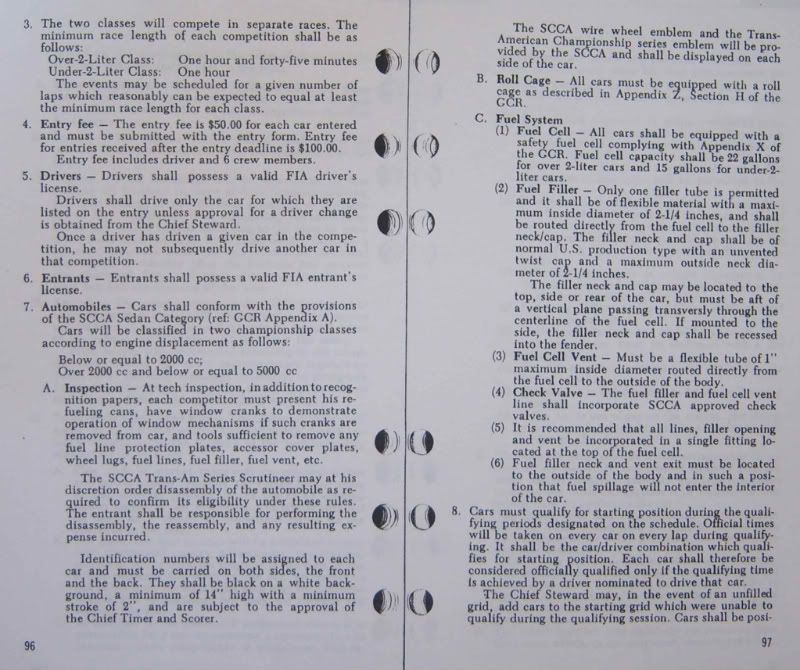 3. The two classes will compete in separate races. The
minimum race length of each competition shall be as
follows:
Over-2-Liter Class: One hour and forty-five minutes
Under-2-Liter Class: One hour
The events may be scheduled for a given number of
laps which reasonably can be expected to equal at least
the minimum race length for each class.
4. Entry fee — The entry fee is $50.00 for each car entered
and must be submitted with the entry form. Entry fee
for entries received after the entry deadline is $100.00.
Entry fee includes driver and 6 crew members.
5. Drivers — Drivers shall possess a valid FIA driver's
license.
Drivers shall drive only the car for which they are
listed on the entry unless approval for a driver change
is obtained from the Chief Steward.
Once a driver has driven a given car in the compe-
tition, he may not subsequently drive another car in
that competition.
6. Entrants — Entrants shall possess a valid FIA entrant's
license.
7. Automobiles — Cars shall conform with the provisions
of the SCCA Sedan Category (ref: GCR Appendix A).
Cars will be classified in two championship classes
according to engine displacement as follows:
Below or equal to 2000 cc;
Over 2000 cc and below or equal to 5000 cc
A. Inspection — At tech inspection, in addition to recog-
nition papers, each competitor must present his re-
fueling cans, have window cranks to demonstrate
operation of window mechanisms if such cranks are
removed from car, and tools sufficient to remove any
fuel line protection plates, accessor cover plates,
wheel lugs, fuel lines, fuel filler, fuel vent, etc.
The SCCA Trans-Am Series Scrutineer may at his
discretion order disassembly of the automobile as re-
quired to confirm its eligibility under these rules.
The entrant shall be responsible for performing the
disassembly, the reassembly, and any resulting ex-
pense incurred.
Identification numbers will be assigned to each
car and must be carried on both sides, the front
and the back. They shall be black on a white back-
ground, a minimum of 14" high with a minimum
stroke of 2", and are subject to the approval of
the Chief Timer and Scorer.
96
The SCCA wire wheel emblem and the Trans-
American Championship series emblem will be pro-
vided by the SCCA and shall be displayed on each
side of the car.
B. Roll Cage — All cars must be equipped with a roll
cage as described in Appendix Z, Section H of the
GCR.
C. Fuel System
(1) Fuel Cell — All cars shall be equipped with a
safety fuel cell complying with Appendix X of
the GCR. Fuel cell capacity shall be 22 gallons
for over 2-liter cars and 15 gallons for under-2-
liter cars.
(2) Fuel Filler — Only one filler tube is permitted
and it shall be of flexible material with a maxi-
mum inside diameter of 2-1/4 inches, and shall
be routed directly from the fuel cell to the filler
neck/cap. The filler neck and cap shall be of
normal U.S. production type with an unvented
twist cap and a maximum outside neck dia-
meter of 2-1/4 inches.
The filler neck and cap may be located to the
top, side or rear of the car, but must be aft of
a vertical plane passing transversly through the
centerline of the fuel cell. If mounted to the
side, the filler neck and cap shall be recessed
into the fender.
(3) Fuel Cell Vent — Must be a flexible tube of 1"
maximum inside diameter routed directly from
the fuel cell to the outside of the body.
(4) Check Valve — The fuel filler and fuel cell vent
line shall incorporate SCCA approved check
valves.
(5) It is recommended that all lines, filler opening
and vent be incorporated in a single fitting lo-
cated at the top of the fuel cell.
(6) Fuel filler neck and vent exit must be located
to the outside of the body and in such a posi-
tion that fuel spillage will not enter the interior
of the car.
8. Cars must qualify for starting position during the quali-
fying periods designated on the schedule. Official times
will be taken on every car on every lap during qualify-
ing. It shall be the car/driver combination which quali-
fies for starting position. Each car shall therefore be
considered officially qualified only if the qualifying time
is achieved by a driver nominated to drive that car.
The Chief Steward may, in the event of an unfilled
grid, add cars to the starting grid which were unable to
qualify during the qualifying session. Cars shall be posi-
97